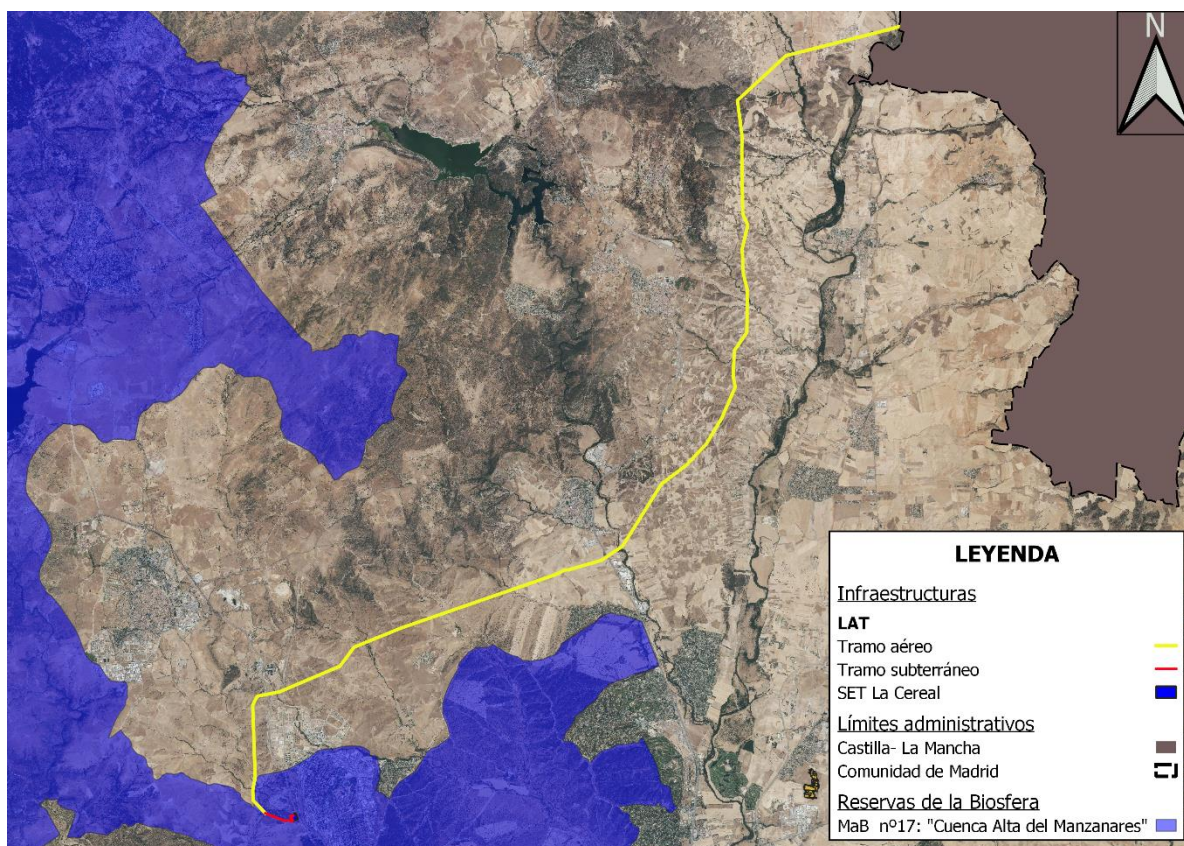 N
LEYENDA
Infraestructuras
LAT
Tramo aéreo
Tramo subterráneo
SET La Cereal
Límites administrativos
Castilla- La Mancha
Comunidad de Madrid
Reservas de la Biosfera
MaB nº17: "Cuenca Alta del Manzanares"